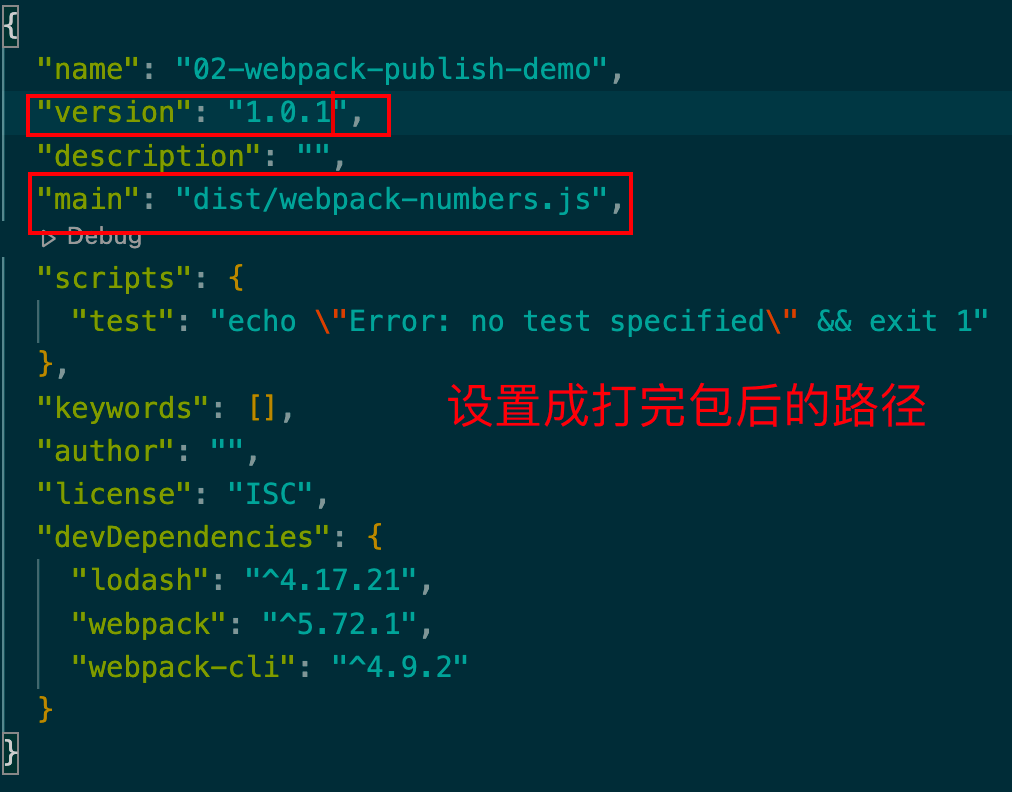 {
"name": "02-webpack-publish-demo",
"version": "1.0.1",
"description": "",
"main": "dist/webpack-numbers.js",
Debug
"scripts": {
"test": "echo \"Error: no test specified\" && exit 1"
},
"keywords": [],
设置成打完包后的路径
"author": "",
"license": "ISC",
"devDependencies": {
"lodash": "^4.17.21",
"webpack": "^5.72.1",
"webpack-cli": "^4.9.2"
}
}